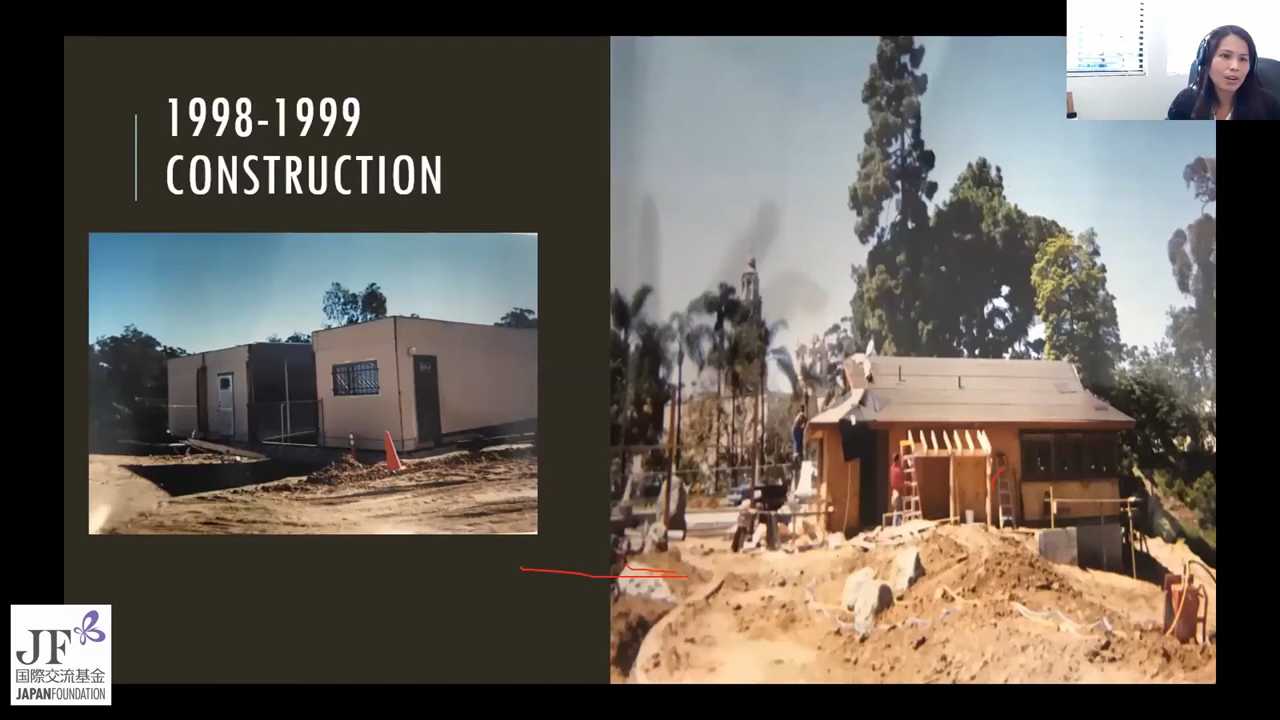 1998-1999
CONSTRUCTION
JF
国際交流基金
JAPANFOUNDATION